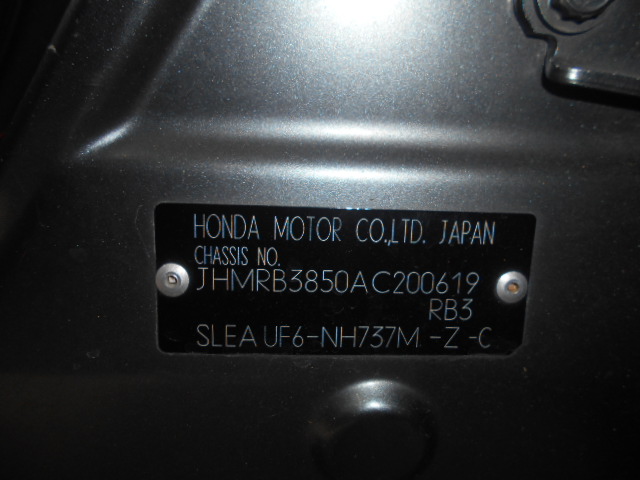 HONDA MOTOR CO.,LTD. JAPAN
CHASSIS NO.
JHMRB3850AC200619
RB3
SLEA UF6-NH737M -Z -C